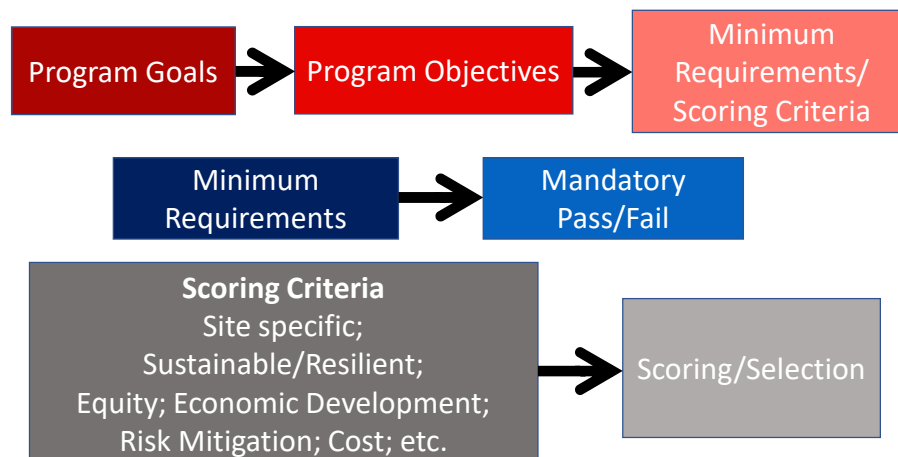 Program Goals
Program Objectives
Minimum
Requirements/
Scoring Criteria
Minimum
Requirements
Mandatory
Pass/Fail
Scoring Criteria
Site specific;
Sustainable/Resilient;
Equity; Economic Development;
Risk Mitigation; Cost; etc.
Scoring/Selection